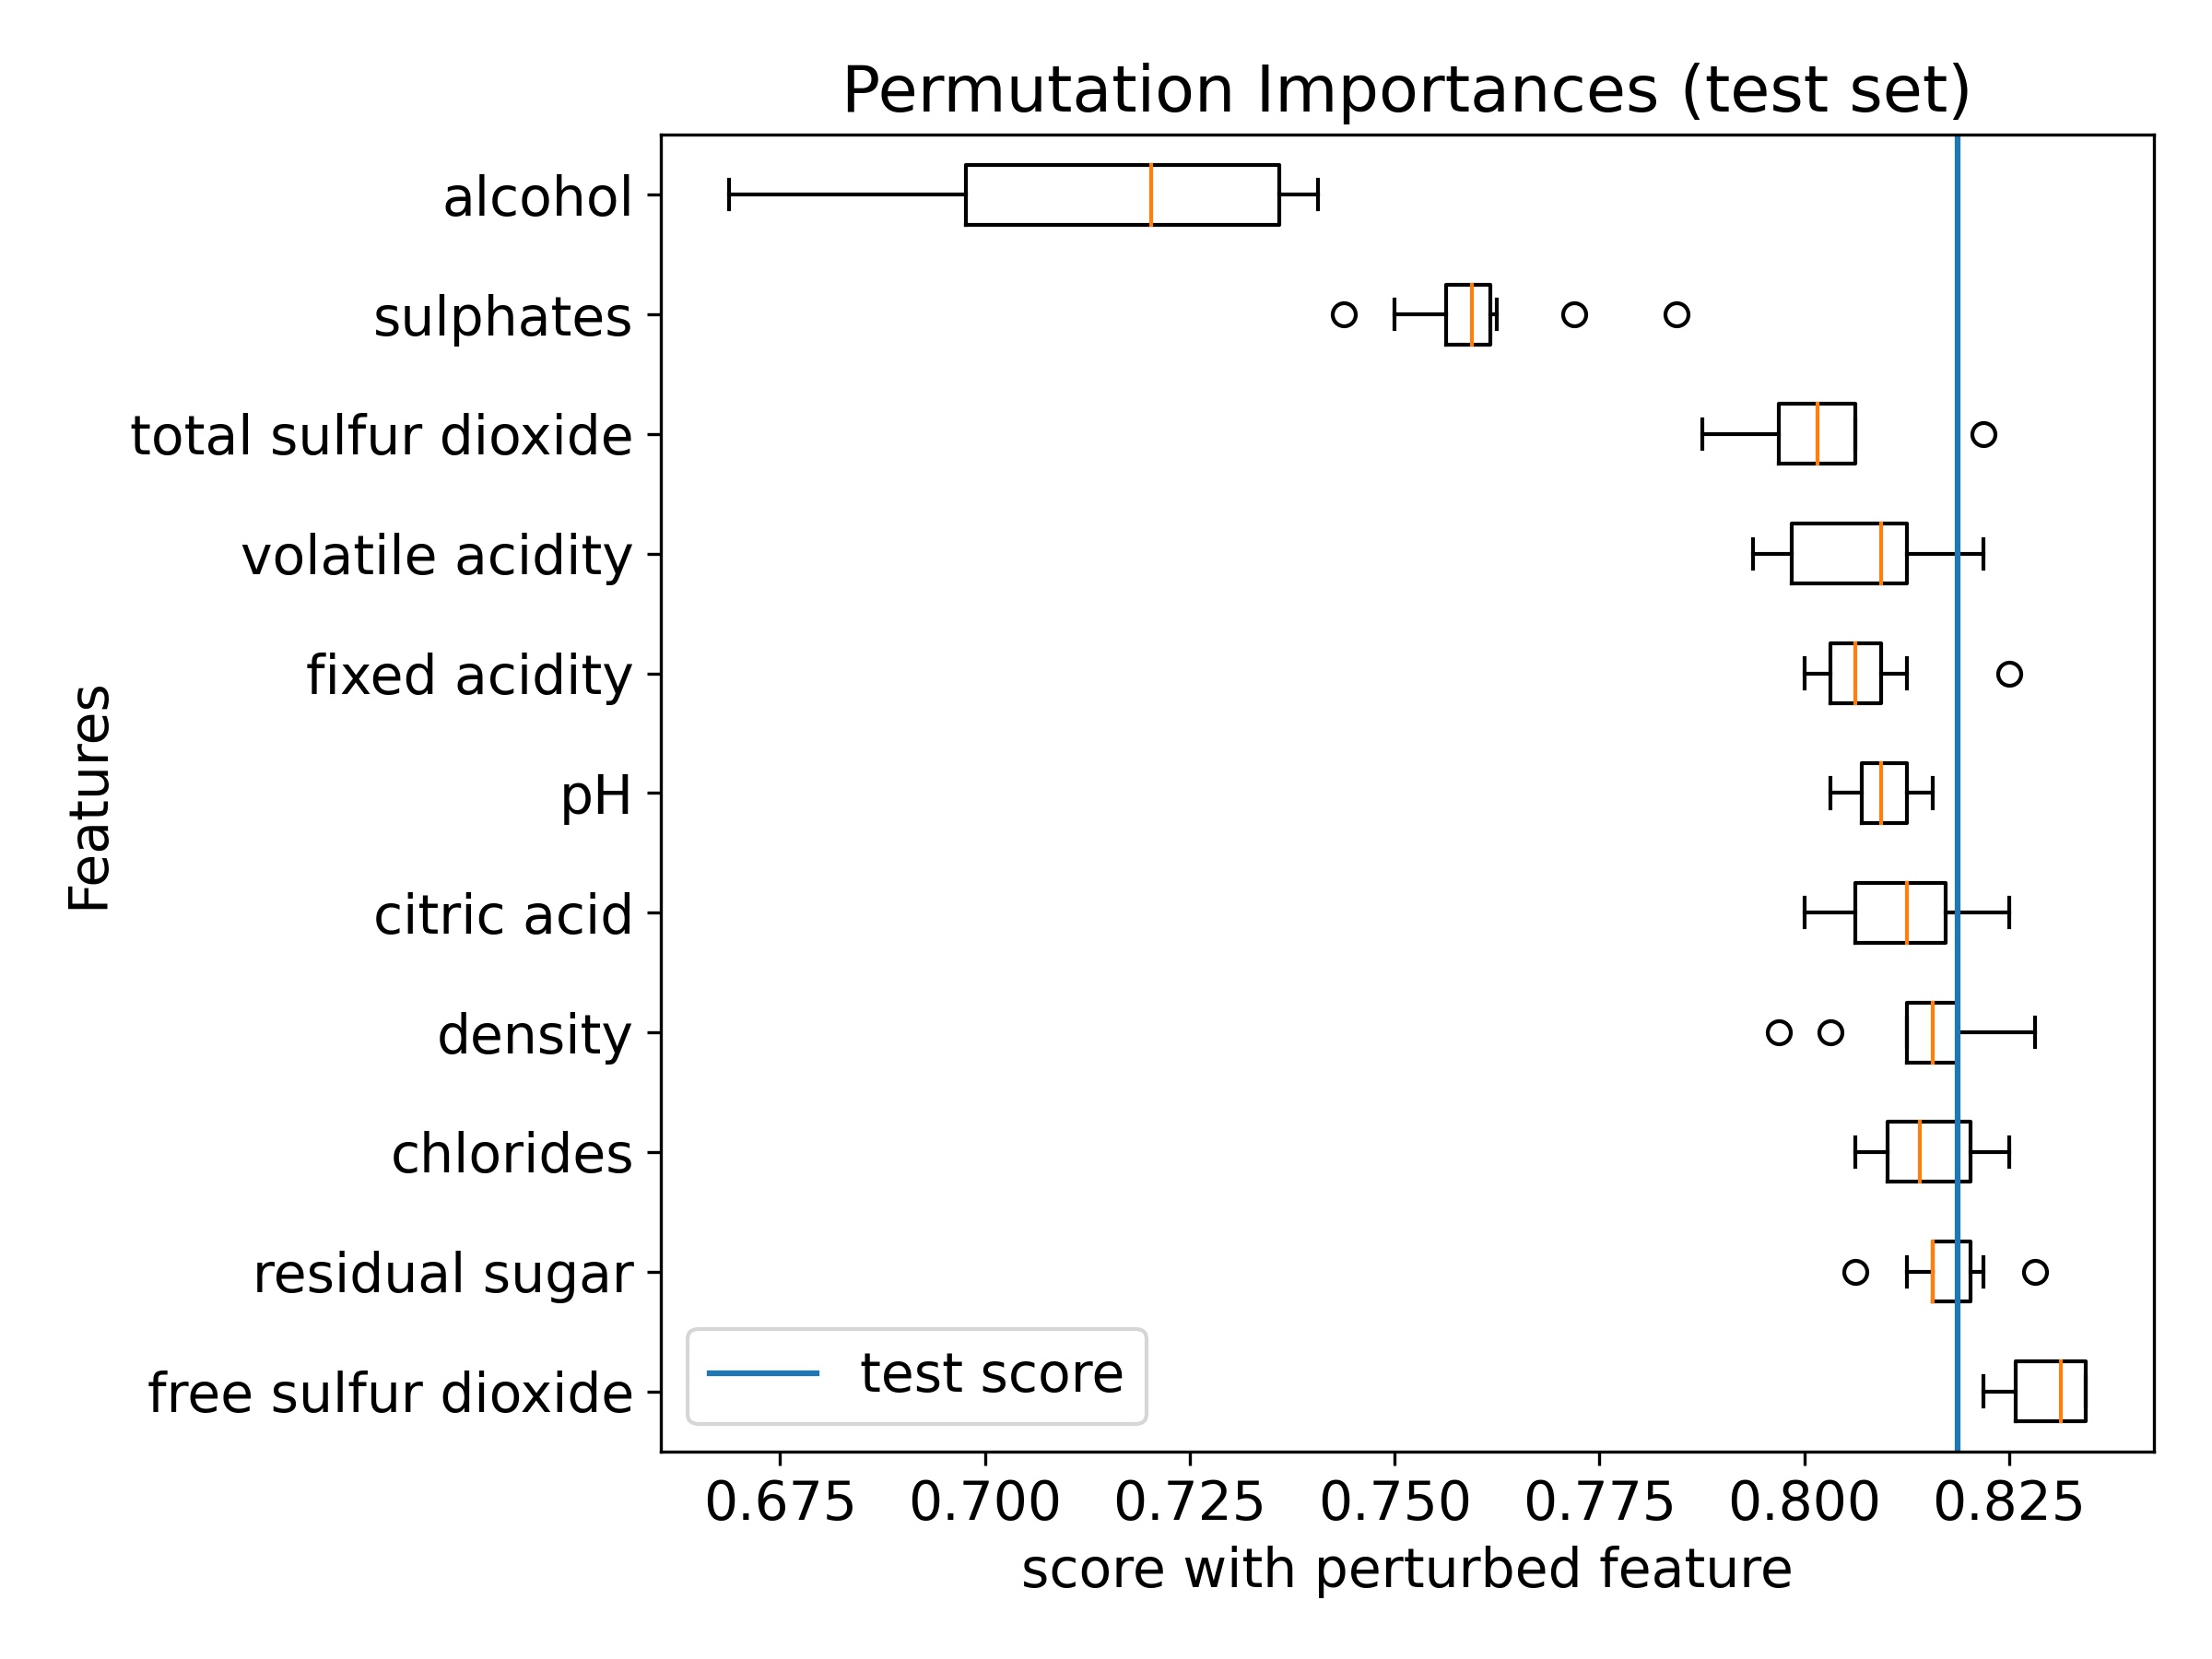 Permutation Importances (test set)
alcohol
sulphates
total sulfur dioxide
volatile acidity
fixed acidity
pH
citric acid
density
chlorides
residual sugar
free sulfur dioxide
Features
test score
0.675 0.700 0.725 0.750 0.775 0.800 0.825
score with perturbed feature